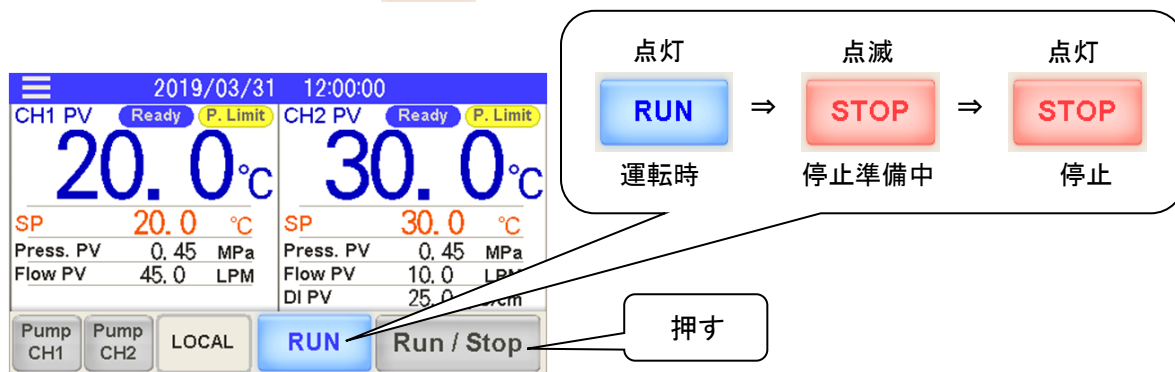 2019/03/31 12:00:00
CH1 PV Ready P. Limit
20.0℃
SP 20.0 ℃
Press. PV 0.45 MPa
Flow PV 45.0 LPM
CH2 PV Ready P. Limit
30.0℃
SP 30.0 ℃
Press. PV 0.45 MPa
Flow PV 10.0 LPM
DI PV 25.0
Pump CH1
Pump CH2
LOCAL
RUN
Run / Stop
点灯
RUN
運転時
⇒
点滅
STOP
停止準備中
⇒
点灯
STOP
停止
押す